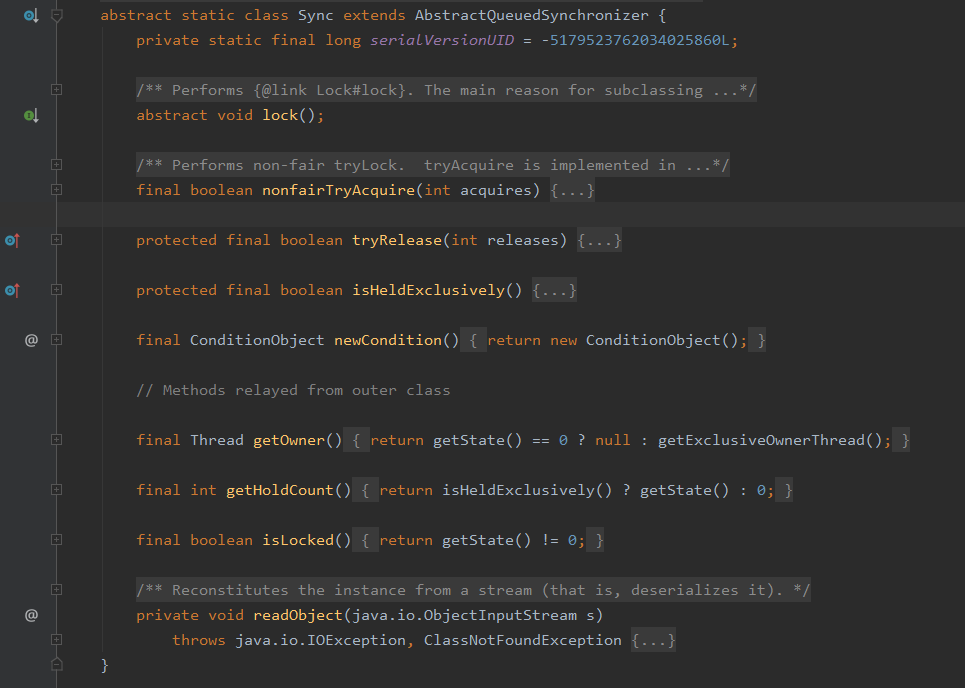 abstract static class Sync extends AbstractQueuedSynchronizer {
private static final long serialVersionUID = -5179523762034025860L;
/** Performs {@link Lock#lock}. The main reason for subclassing ...*/
abstract void lock();
/** Performs non-fair tryLock.  tryAcquire is implemented in ...*/
final boolean nonfairTryAcquire(int acquires) {...}
protected final boolean tryRelease(int releases) {...}
protected final boolean isHeldExclusively() {...}
@ final ConditionObject newCondition() { return new ConditionObject(); }
// Methods relayed from outer class
final Thread getOwner() { return getState() == 0 ? null : getExclusiveOwnerThread(); }
final int getHoldCount() { return isHeldExclusively() ? getState() : 0; }
final boolean isLocked() { return getState() != 0; }
/** Reconstitutes the instance from a stream (that is, deserializes it). */
@ private void readObject(java.io.ObjectInputStream s)
throws java.io.IOException, ClassNotFoundException {...}
}